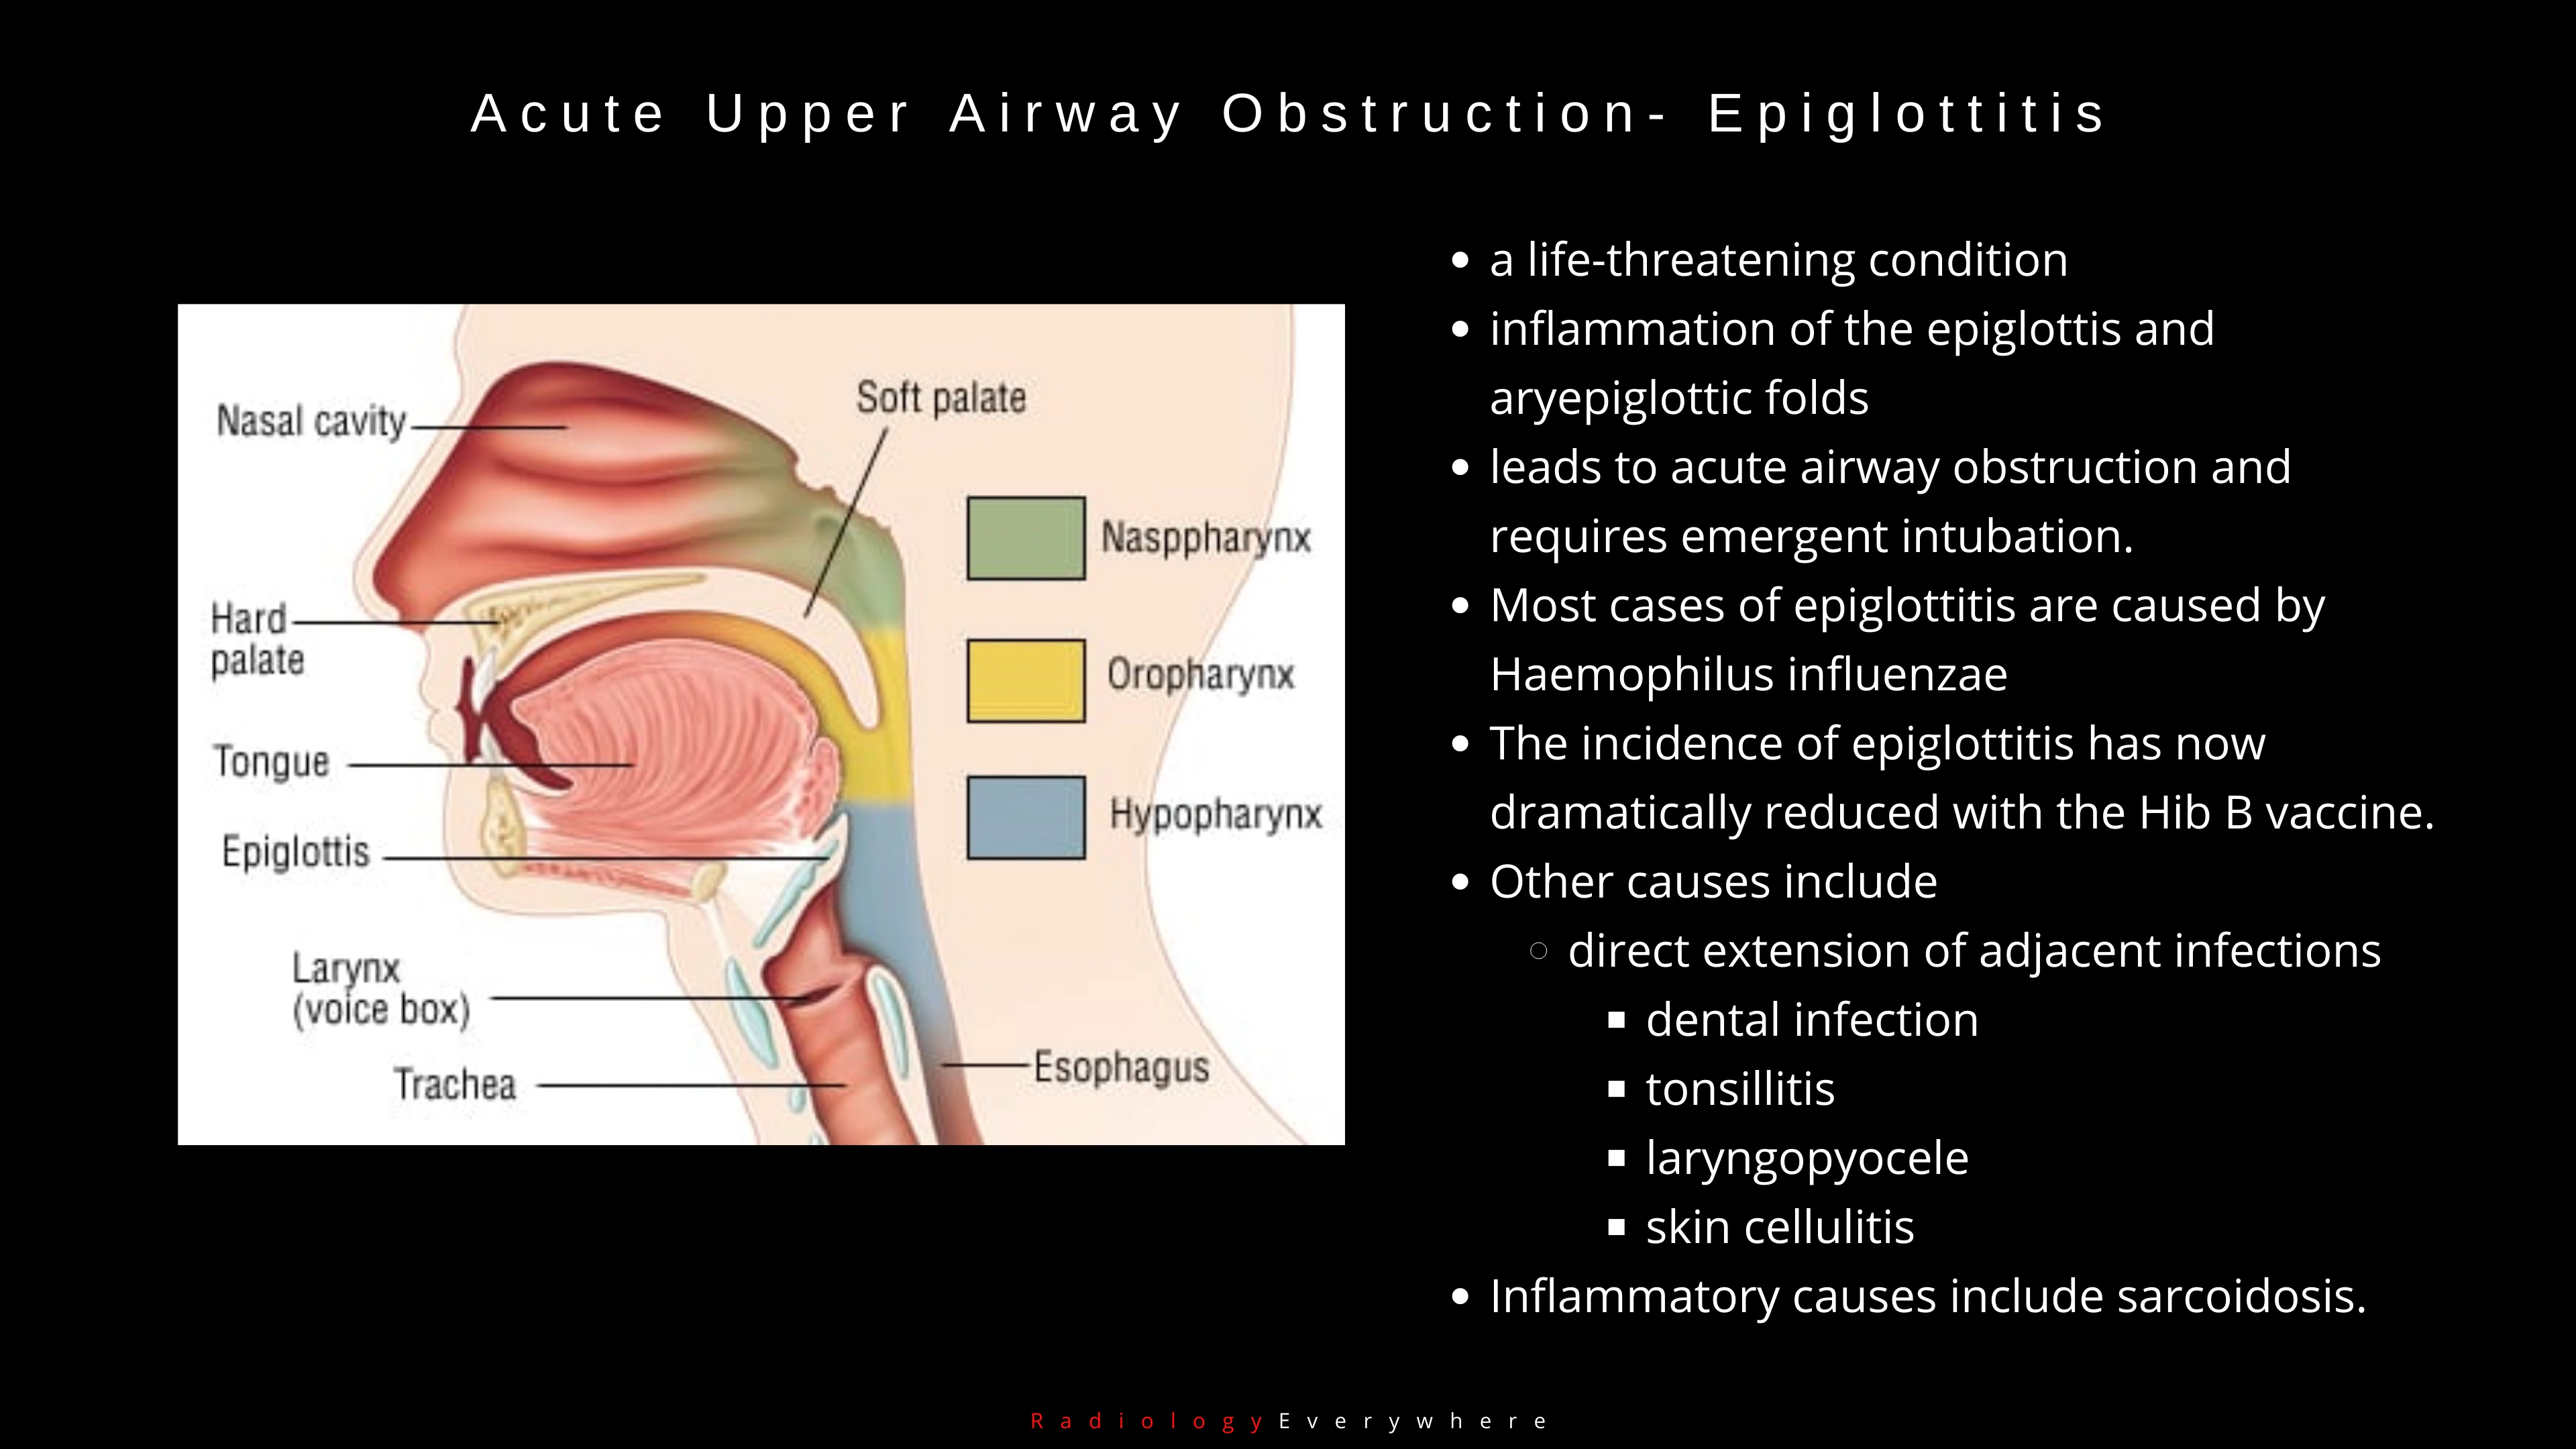 Acute Upper Airway Obstruction- Epiglottitis
Nasal cavity
Soft palate
Hard
palate
Tongue
Epiglottis
Larynx
(voice box)
Trachea
Esophagus
Nasppharynx
Oropharynx
Hypopharynx
• a life-threatening condition
• inflammation of the epiglottis and
aryepiglottic folds
• leads to acute airway obstruction and
requires emergent intubation.
• Most cases of epiglottitis are caused by
Haemophilus influenzae
• The incidence of epiglottitis has now
dramatically reduced with the Hib B vaccine.
• Other causes include
○ direct extension of adjacent infections
▪ dental infection
▪ tonsillitis
▪ laryngopyocele
▪ skin cellulitis
• Inflammatory causes include sarcoidosis.
RadiologyEverywhere